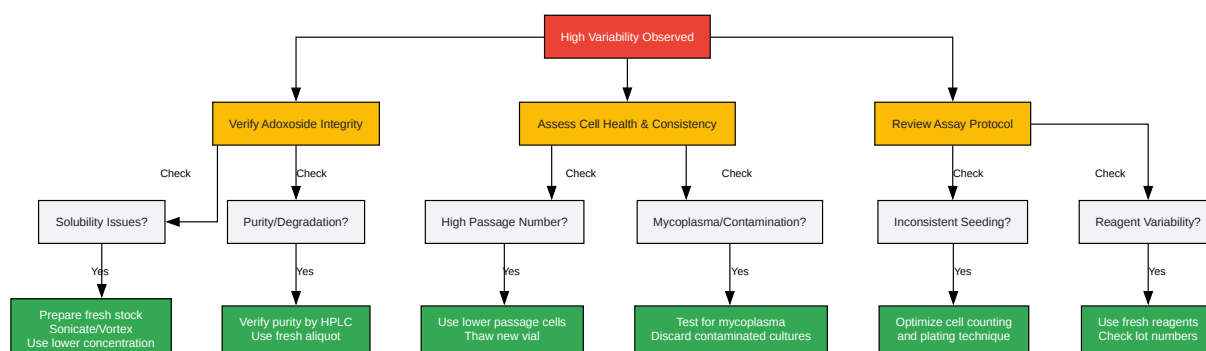 High Variability Observed
Verify Adoxoside Integrity
Assess Cell Health & Consistency
Review Assay Protocol
Check
Check
Check
Check
Check
Check
Solubility Issues?
Purity/Degradation?
High Passage Number?
Mycoplasma/Contamination?
Inconsistent Seeding?
Reagent Variability?
Yes
Yes
Yes
Yes
Yes
Yes
Prepare fresh stock
Sonicate/Vortex
Use lower concentration
Verify purity by HPLC
Use fresh aliquot
Use lower passage cells
Thaw new vial
Test for mycoplasma
Discard contaminated cultures
Optimize cell counting
and plating technique
Use fresh reagents
Check lot numbers